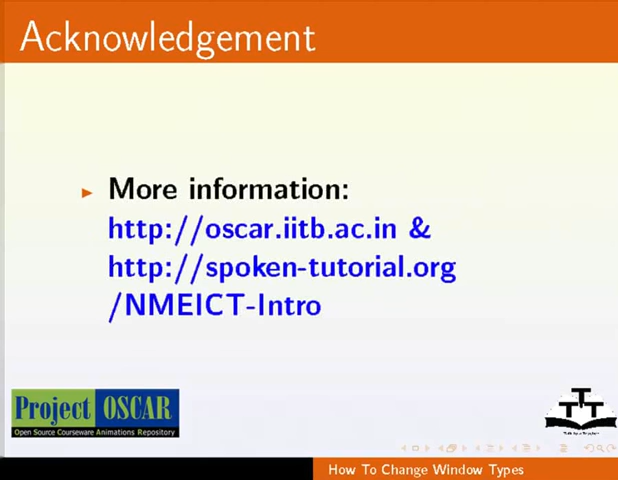 Acknowledgement
More information:
http://oscar.iitb.ac.in &
http://spoken-tutorial.org
/NMEICT-Intro
Project OSCAR
Open Source Courseware Animations Repository
How To Change Window Types